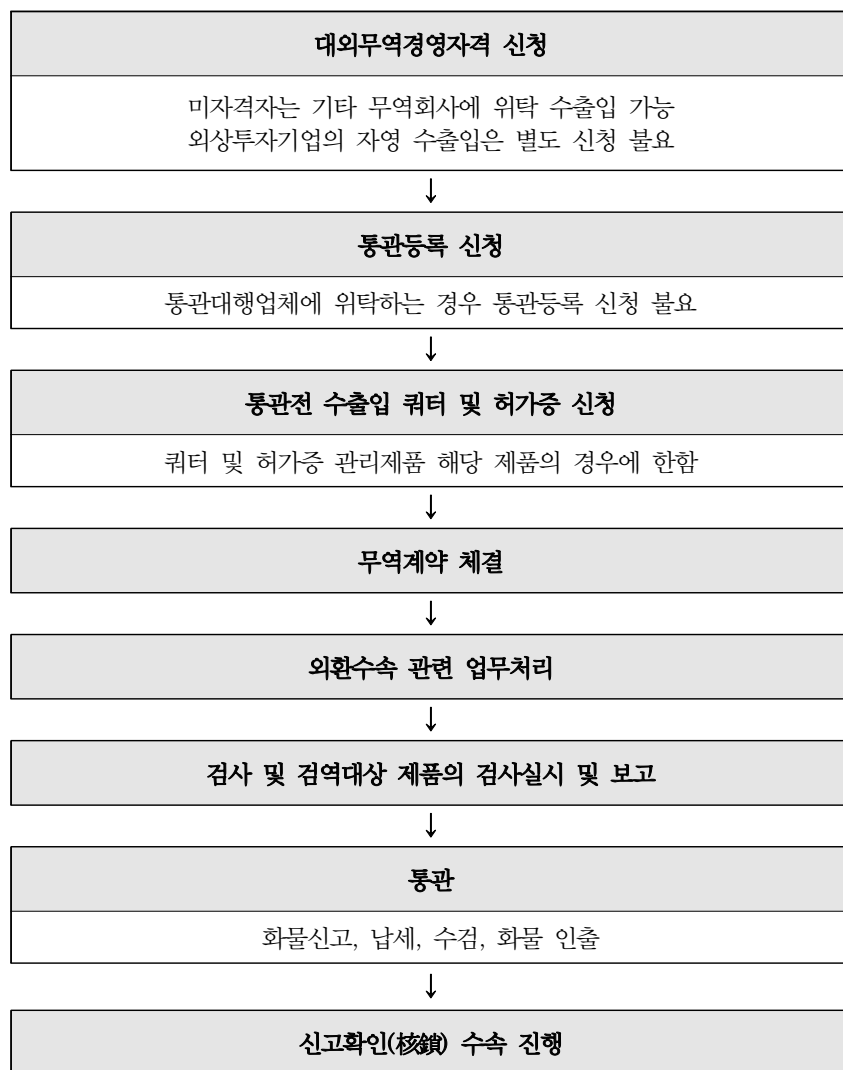 대외무역경영자격 신청
미자격자는 기타 무역회사에 위탁 수출입 가능
외상투자기업의 자영 수출입은 별도 신청 불요
↓
통관등록 신청
통관대행업체에 위탁하는 경우 통관등록 신청 불요
↓
통관전 수출입 쿼터 및 허가증 신청
쿼터 및 허가증 관리제품 해당 제품의 경우에 한함
↓
무역계약 체결
↓
외환수속 관련 업무처리
↓
검사 및 검역대상 제품의 검사실시 및 보고
↓
통관
화물신고, 납세, 수검, 화물 인출
↓
신고확인(核鎖) 수속 진행